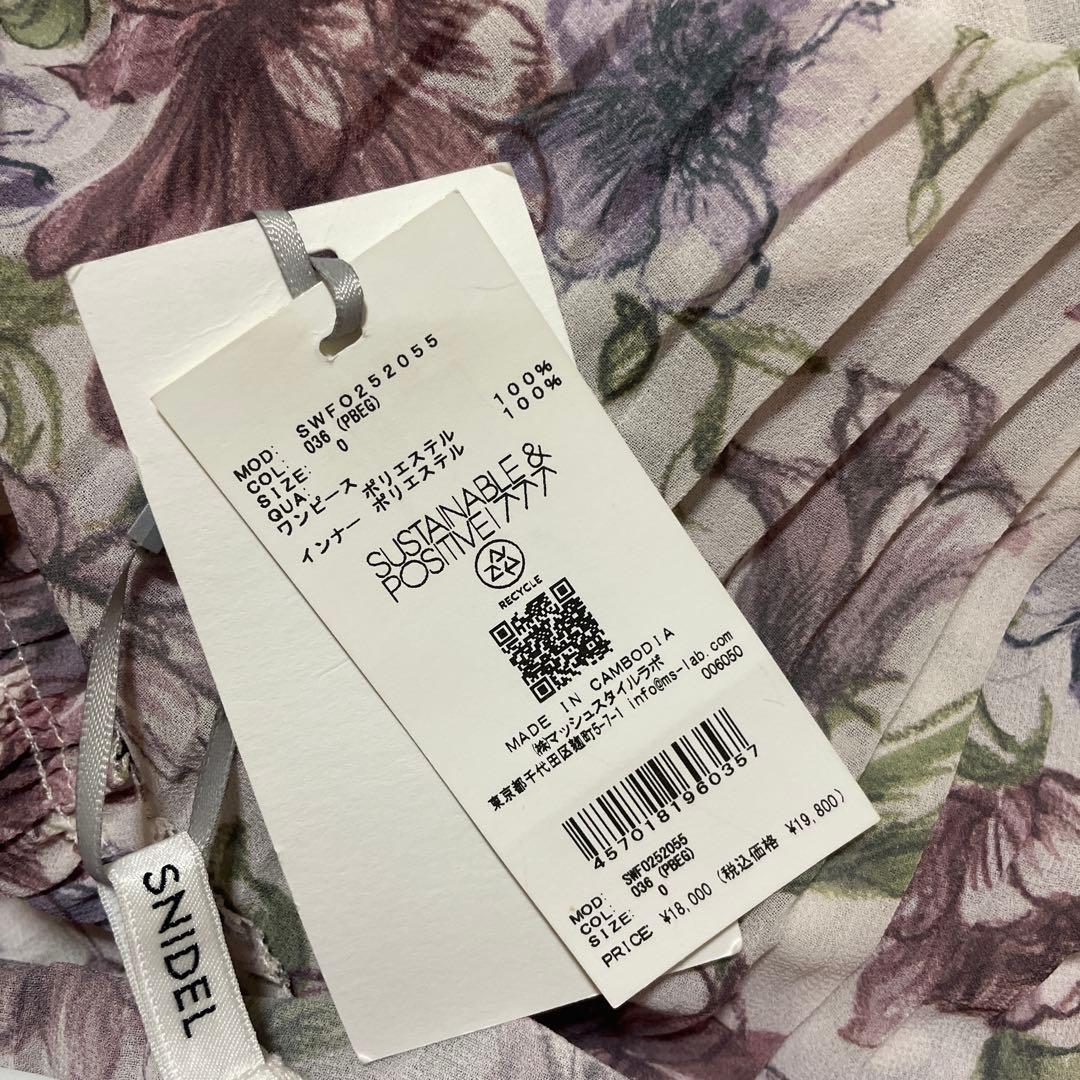 MOD: SWFO252055
COL: 036 (PBEG)
SIZE: 0
QUA:
ワンピース ポリエステル 100%
インナー ポリエステル 100%
SUSTAINABLE &
POSITIVE! 777
RECYCLE
MADE IN CAMBODIA
㈱マッシュスタイルラボ
東京都千代田区麹町5-7-1 info@ms-lab.com
006050
4570181960357
MOD: SWFO252055
COL: 036 (PBEG)
SIZE: 0
PRICE ¥18,000 (税込価格 ¥19,800)
SNIDEL